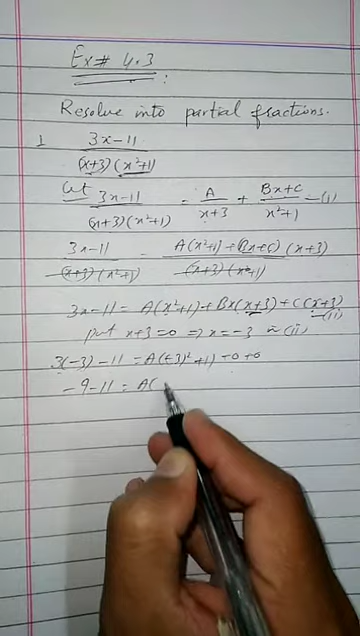 Ex# 4.3
Resolve into partial fractions.
1 3x-11
(x+3)(x²+1)
Let 3x-11 / (x+3)(x²+1) = A / x+3 + Bx+C / x²+1 —(i)
3x-11 / (x+3)(x²+1) = A(x²+1)+(Bx+C)(x+3) / (x+3)(x²+1)
3x-11 = A(x²+1)+Bx(x+3)+C(x+3) —(ii)
put x+3=0 ⇒ x=-3 in (ii)
3(-3)-11 = A((-3)²+1)+0+0
-9-11 = A(